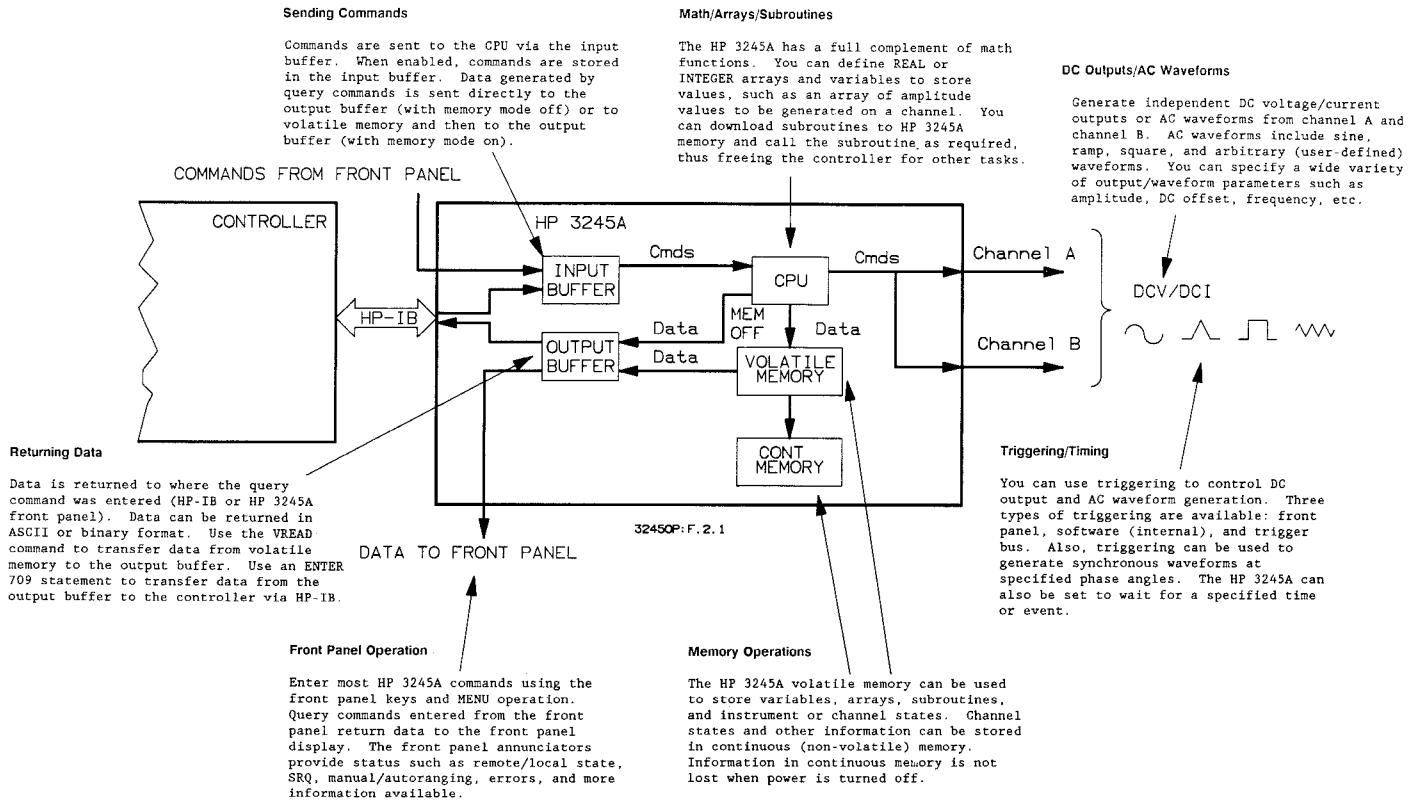 Sending Commands
Commands are sent to the CPU via the input
buffer. When enabled, commands are stored
in the input buffer. Data generated by
query commands is sent directly to the
output buffer (with memory mode off) or to
volatile memory and then to the output
buffer (with memory mode on).
Math/Arrays/Subroutines
The HP 3245A has a full complement of math
functions. You can define REAL or
INTEGER arrays and variables to store
values, such as an array of amplitude
values to be generated on a channel. You
can download subroutines to HP 3245A
memory and call the subroutine as required,
thus freeing the controller for other tasks.
DC Outputs/AC Waveforms
Generate independent DC voltage/current
outputs or AC waveforms from channel A and
channel B. AC waveforms include sine,
ramp, square, and arbitrary (user-defined)
waveforms. You can specify a wide variety
of output/waveform parameters such as
amplitude, DC offset, frequency, etc.
COMMANDS FROM FRONT PANEL
CONTROLLER
HP-IB
HP 3245A
INPUT
BUFFER
Cmds
CPU
Cmds
Channel A
DCV/DCI
MEM
OFF
Data
Data
OUTPUT
BUFFER
Data
VOLATILE
MEMORY
Channel B
CONT
MEMORY
3245OP:F.2.1
DATA TO FRONT PANEL
Returning Data
Data is returned to where the query
command was entered (HP-IB or HP 3245A
front panel). Data can be returned in
ASCII or binary format. Use the VREAD
command to transfer data from volatile
memory to the output buffer. Use an ENTER
709 statement to transfer data from the
output buffer to the controller via HP-IB.
Triggering/Timing
You can use triggering to control DC
output and AC waveform generation. Three
types of triggering are available: front
panel, software (internal), and trigger
bus. Also, triggering can be used to
generate synchronous waveforms at
specified phase angles. The HP 3245A can
also be set to wait for a specified time
or event.
Front Panel Operation
Enter most HP 3245A commands using the
front panel keys and MENU operation.
Query commands entered from the front
panel return data to the front panel
display. The front panel annunciators
provide status such as remote/local state,
SRQ, manual/autoranging, errors, and more
information available.
Memory Operations
The HP 3245A volatile memory can be used
to store variables, arrays, subroutines,
and instrument or channel states. Channel
states and other information can be stored
in continuous (non-volatile) memory.
Information in continuous memory is not
lost when power is turned off.